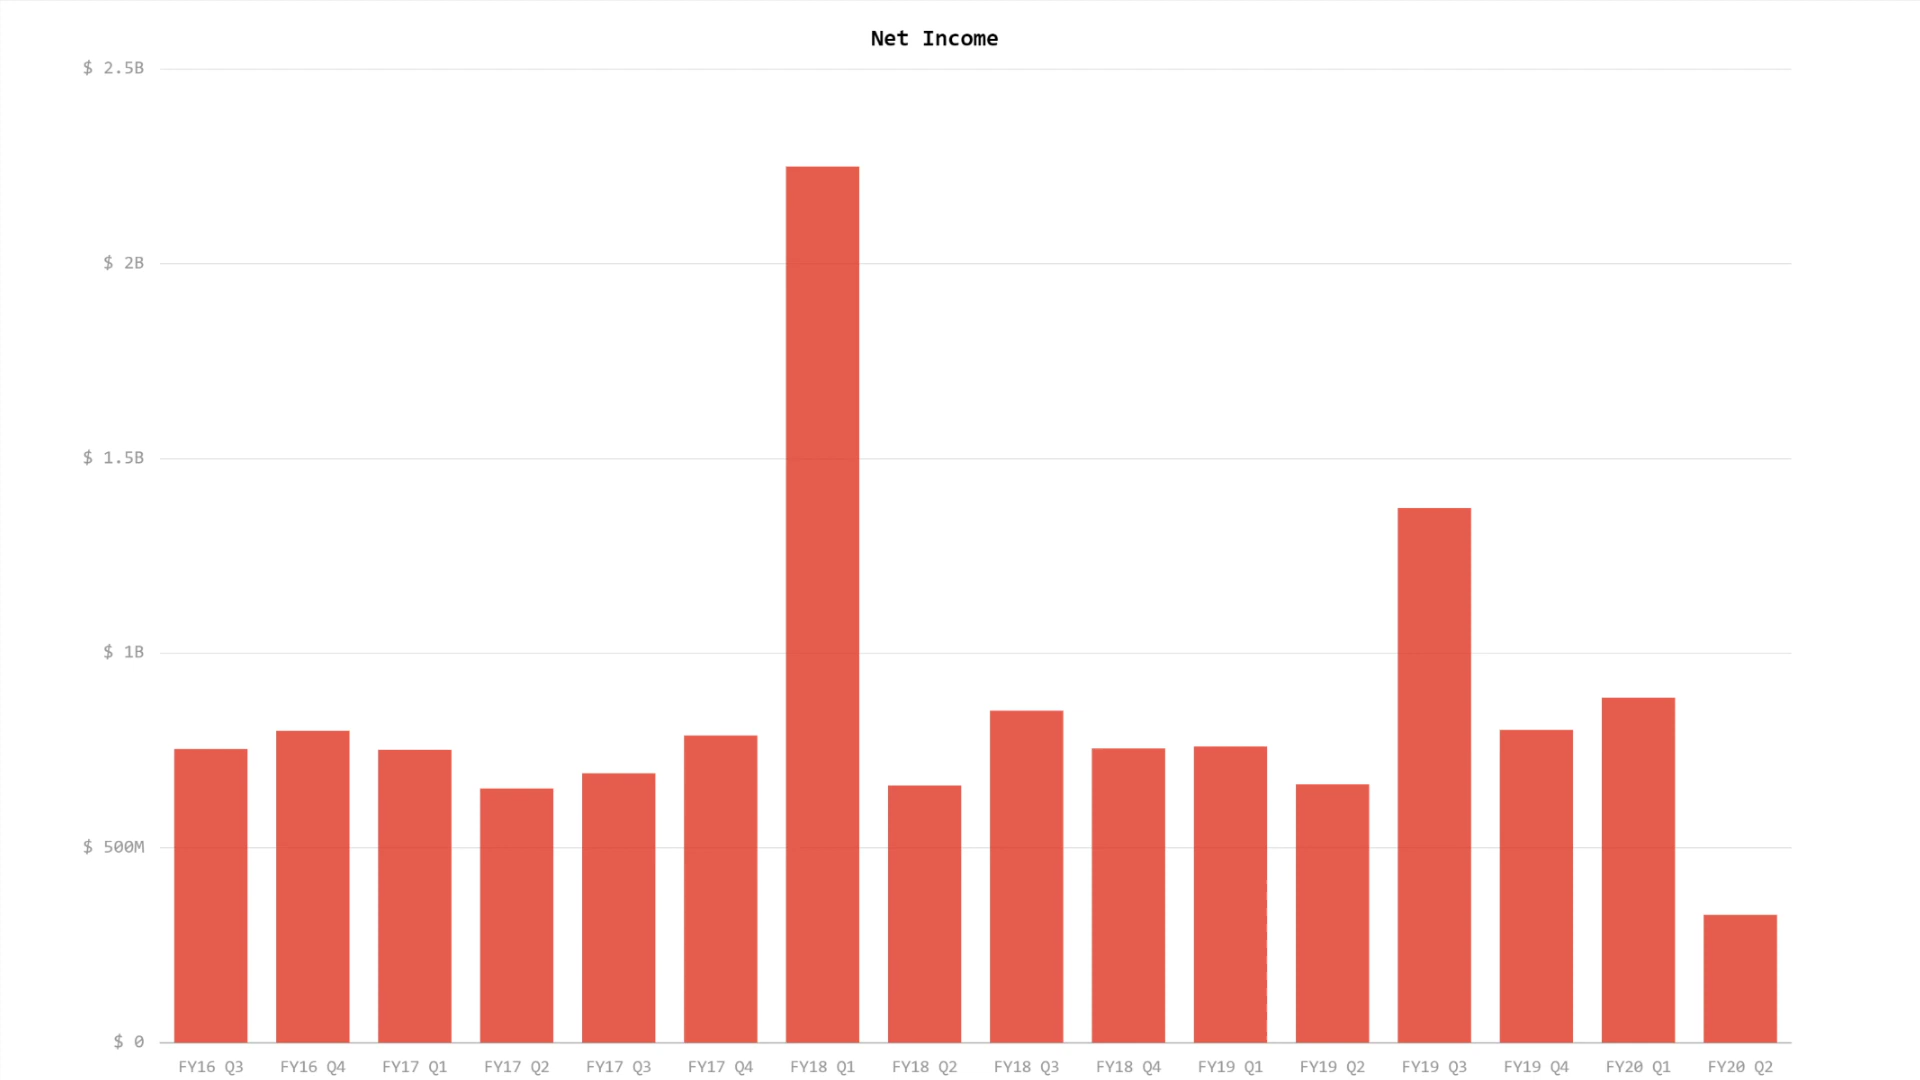 Net Income
$ 2.5B
$ 2B
$ 1.5B
$ 1B
$ 500M
$ 0
FY16 Q3 FY16 Q4 FY17 Q1 FY17 Q2 FY17 Q3 FY17 Q4 FY18 Q1 FY18 Q2 FY18 Q3 FY18 Q4 FY19 Q1 FY19 Q2 FY19 Q3 FY19 Q4 FY20 Q1 FY20 Q2